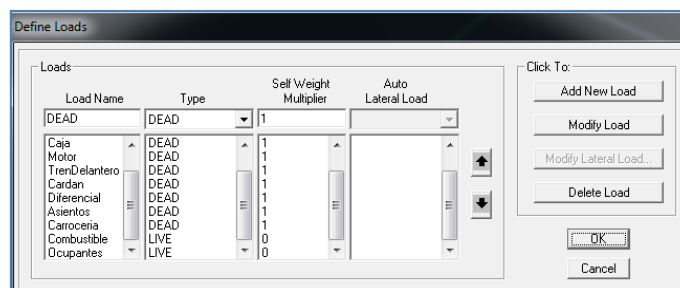 Define Loads
Loads
Click To:
Load Name Type Self Weight Multiplier Auto Lateral Load
DEAD DEAD 1
Caja DEAD 1
Motor DEAD 1
TrenDelantero DEAD 1
Cardan DEAD 1
Diferencial DEAD 1
Asientos DEAD 1
Carroceria DEAD 1
Combustible LIVE 0
Ocupantes LIVE 0
Add New Load
Modify Load
Modify Lateral Load...
Delete Load
OK
Cancel